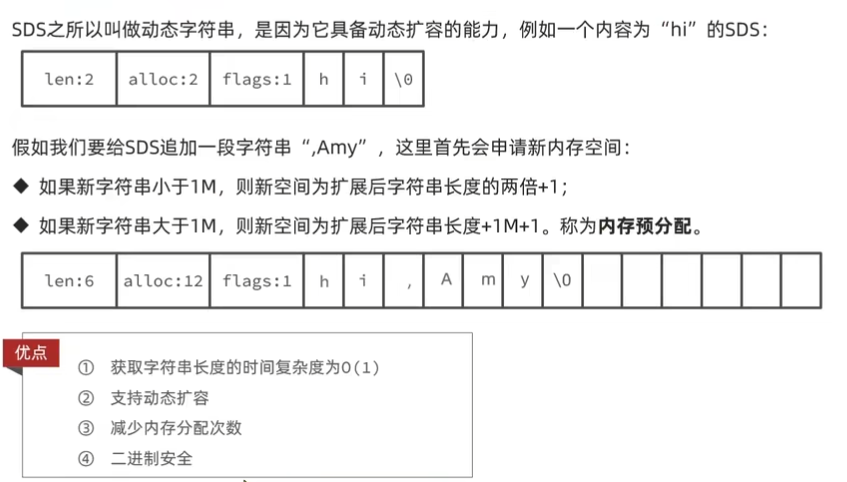 SDS之所以叫做动态字符串，是因为它具备动态扩容的能力，例如一个内容为“hi”的SDS：
len:2 alloc:2 flags:1 h i \0
假如我们要给SDS追加一段字符串“,Amy”，这里首先会申请新内存空间：
◆ 如果新字符串小于1M，则新空间为扩展后字符串长度的两倍+1；
◆ 如果新字符串大于1M，则新空间为扩展后字符串长度+1M+1。称为内存预分配。
len:6 alloc:12 flags:1 h i , A m y \0
优点
① 获取字符串长度的时间复杂度为O(1)
② 支持动态扩容
③ 减少内存分配次数
④ 二进制安全